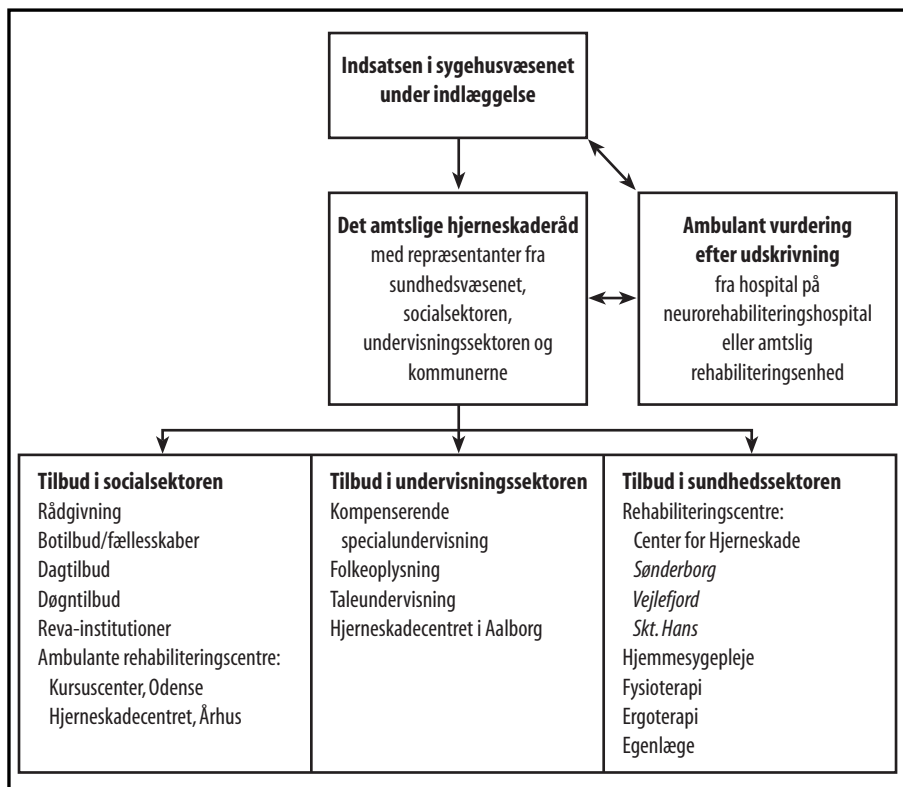 Indsatsen i sygehusvæsenet
under indlæggelse
Det amtslige hjerneskaderåd
med repræsentanter fra
sundhedsvæsenet,
socialsektoren,
undervisningssektoren og
kommunerne
Ambulant vurdering
efter udskrivning
fra hospital på
neurorehabiliteringshospital
eller amtslig
rehabiliteringsenhed
Tilbud i socialsektoren
Rådgivning
Botilbud/fællesskaber
Dagtilbud
Døgntilbud
Reva-institutioner
Ambulante rehabiliteringscentre:
Kursuscenter, Odense
Hjerneskadecentret, Århus
Tilbud i undervisningssektoren
Kompenserende
specialundervisning
Folkeoplysning
Taleundervisning
Hjerneskadecentret i Aalborg
Tilbud i sundhedssektoren
Rehabiliteringscentre:
Center for Hjerneskade
Sønderborg
Vejlefjord
Skt. Hans
Hjemmesygepleje
Fysioterapi
Ergoterapi
Egenlæge